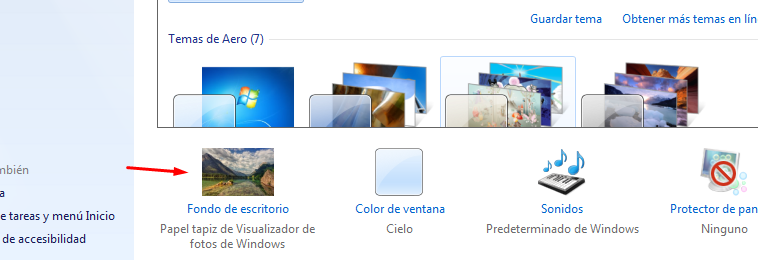 Guardar tema Obtener más temas en lín
Temas de Aero (7)
mbién
a
e tareas y menú Inicio
de accesibilidad
Fondo de escritorio
Papel tapiz de Visualizador de
fotos de Windows
Color de ventana
Cielo
Sonidos
Predeterminado de Windows
Protector de pan
Ninguno